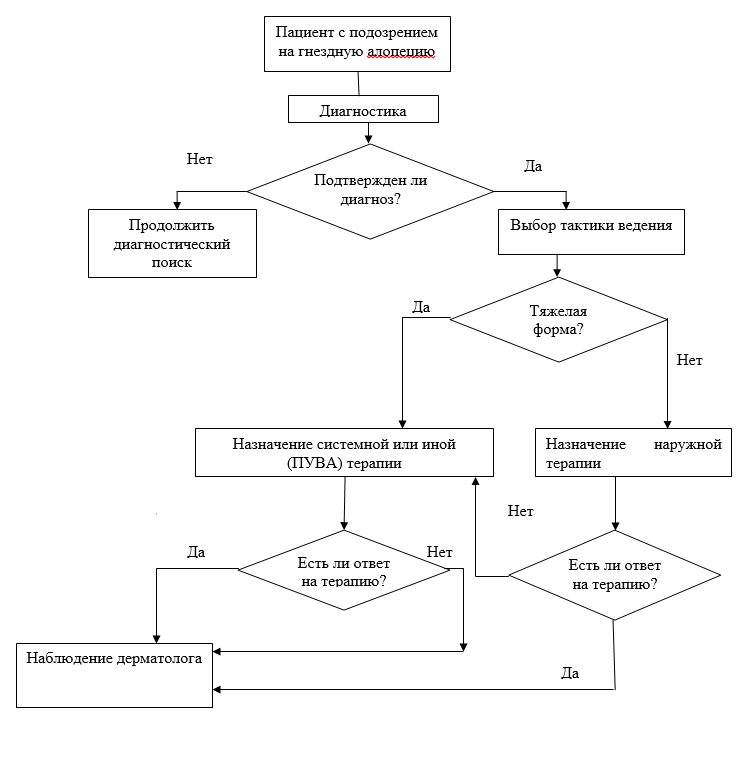 Пациент с подозрением
на гнездную алопецию
Диагностика
Нет
Да
Подтвержден ли
диагноз?
Продолжить
диагностический
поиск
Выбор тактики ведения
Да
Тяжелая
форма?
Нет
Назначение системной или иной
(ПУВА) терапии
Назначение наружной
терапии
Нет
Да
Есть ли ответ
на терапию?
Нет
Есть ли ответ
на терапию?
Наблюдение дерматолога
Да